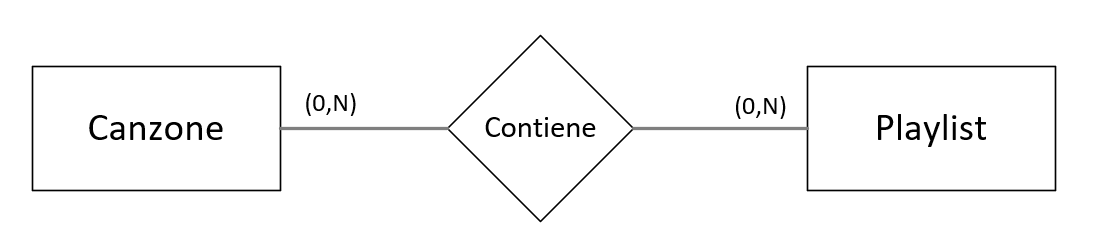 (0,N)
(0,N)
Canzone
Contiene
Playlist